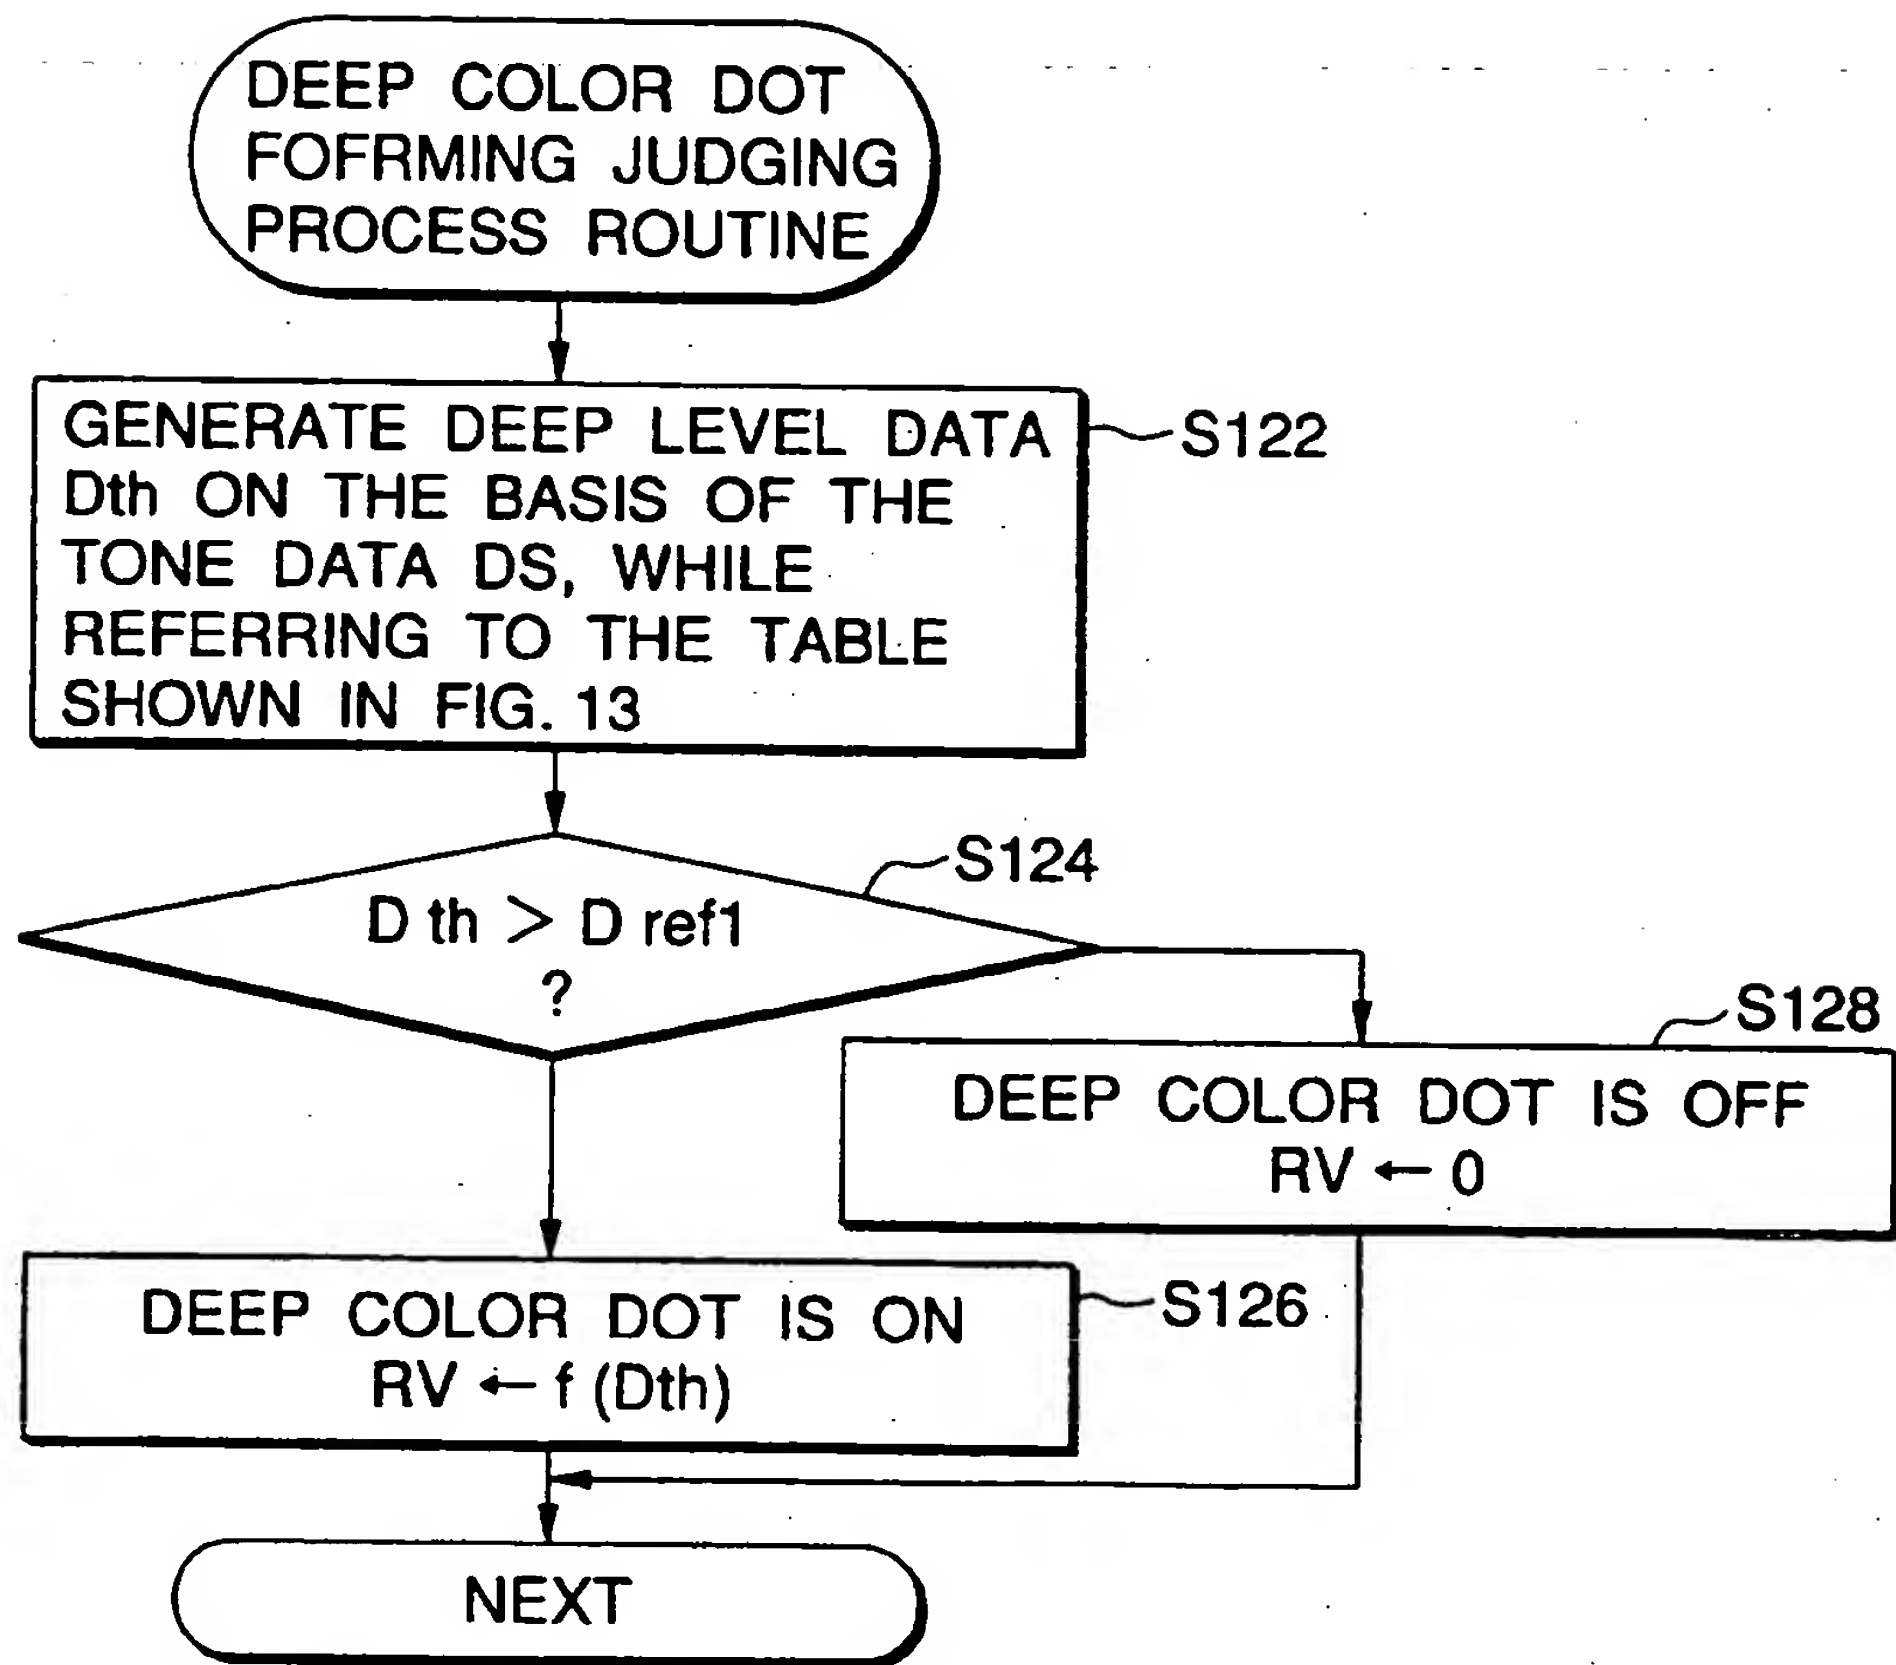 DEEP COLOR DOT
FOFRMING JUDGING
PROCESS ROUTINE
GENERATE DEEP LEVEL DATA
Dth ON THE BASIS OF THE
TONE DATA DS, WHILE
REFERRING TO THE TABLE
SHOWN IN FIG. 13
S122
S124
D th > D ref1
?
S128
DEEP COLOR DOT IS OFF
RV ← 0
DEEP COLOR DOT IS ON
RV ← f (Dth)
S126
NEXT